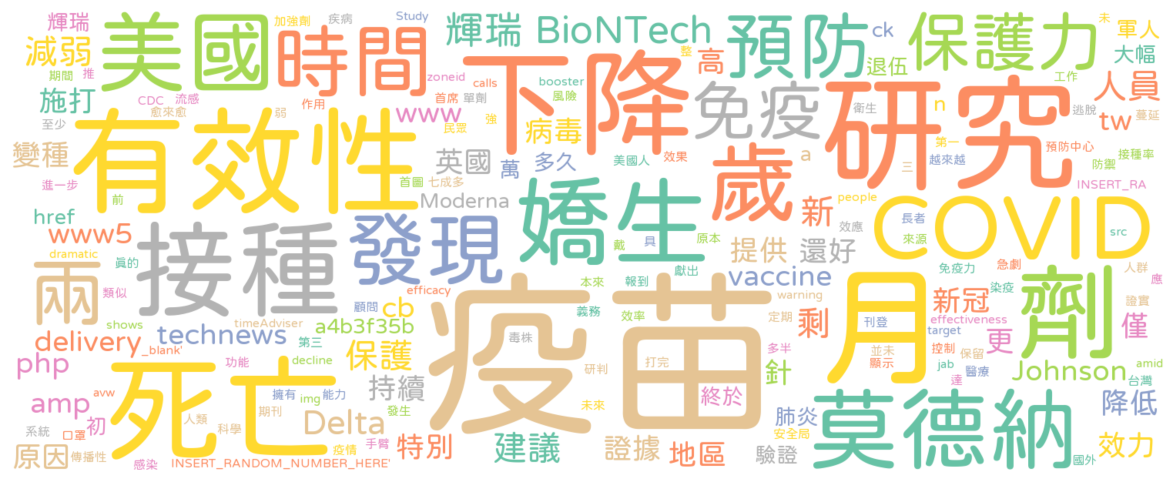 輝瑞 加強劑 疾病 Study 輝瑞 BioNTech 預防 ck 保護力 未 軍人
減弱 美國 時間 下降 高 退伍 大幅
期間 推 zoneid calls 整 booster 工作 人員
施打 CDC 流感 作用 首席 單劑 風險 免疫 衛生 研究 逃脫
愈來愈 弱 www 強 病毒 n tw 蔓延
至少 有效性 民眾 美國人 效果 a 第一 預防中心
變種 英國 萬 多久 越來越 防禦 接種率
進一步 首圖 七成多 歲 三 INSERT_RA
前 Moderna 嬌生 people COVID
href 接種 發現 戴 具 原本 新 效應 長者 src
www5 提供 還好 來源
dramatic 真的 本來 獻出 免疫力 急劇 人群
兩 類似 顧問 efficacy 報到 vaccine 月 染疫 劑 應
cb 疫苗 義務 warning 新冠 證實
shows timeAdviser a4b3f35b 效率 定期 剩 刊登 effectiveness 僅
delivery technews 第三 毒株 target 控制 更
_blank' 功能 decline 保護 打完 多半 並未 保留 amid
php 死亡 研判 針 顯示 jab 醫療 台灣
avw img 擁有 能力 持續 未來 終於 達 Johnson
amp 初 人類 期刊 Delta 發生 肺炎 莫德納 降低
系統 口罩 科學 手臂 安全局
原因 傳播性 疫情 特別 建議 證據 地區 驗證 效力
感染 INSERT_RANDOM_NUMBER_HERE' 國外